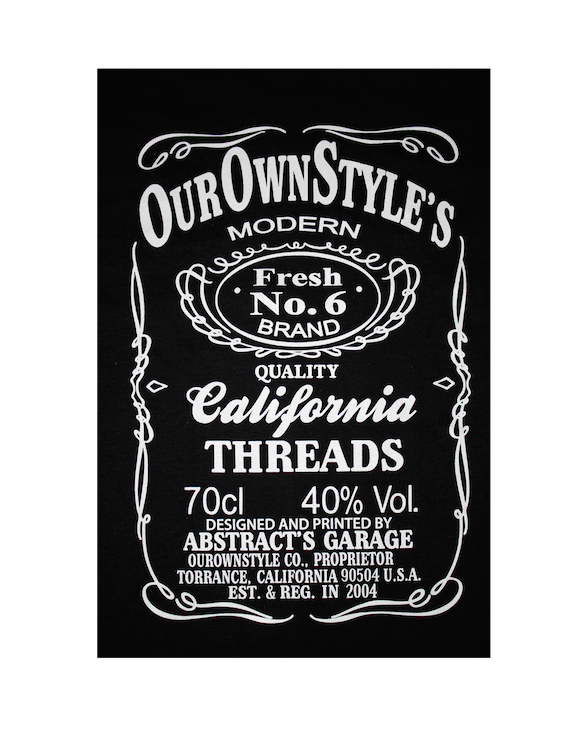 OUROWNSTYLE'S
MODERN
Fresh
No. 6
BRAND
QUALITY
California
THREADS
70cl 40% Vol.
DESIGNED AND PRINTED BY
ABSTRACT'S GARAGE
OUROWNSTYLE CO., PROPRIETOR
TORRANCE, CALIFORNIA 90504 U.S.A.
EST. & REG. IN 2004